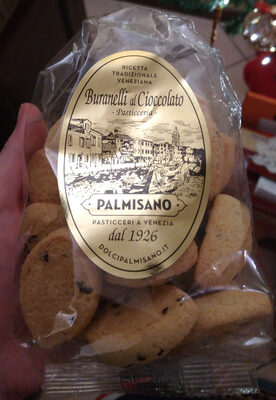 RICETTA
TRADIZIONALE
VENEZIANA
Buranelli al Cioccolato
- Pasticceria -
PALMISANO
PASTICCERI A VENEZIA
dal 1926
DOLCIPALMISANO.IT